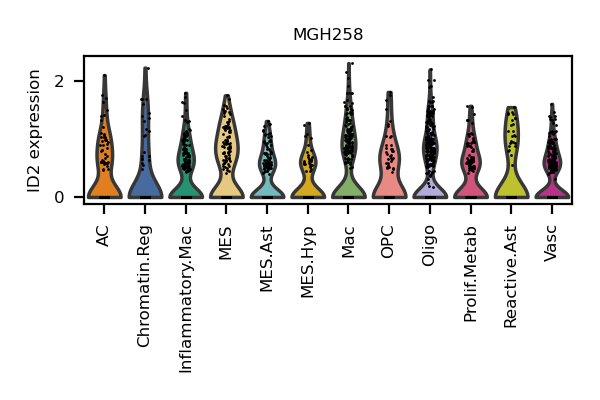 MGH258
ID2 expression
2
0
AC
Chromatin.Reg
Inflammatory.Mac
MES
MES.Ast
MES.Hyp
Mac
OPC
Oligo
Prolif.Metab
Reactive.Ast
Vasc